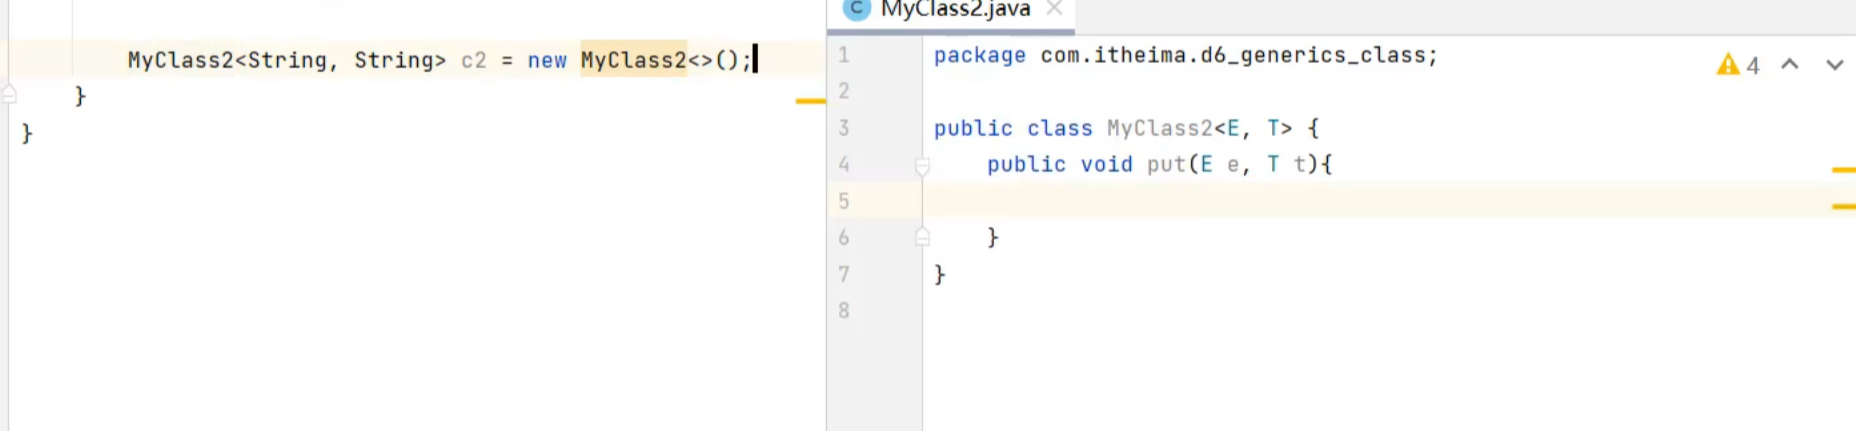 MyClass2<String, String> c2 = new MyClass2<>();
}
}
C MyClass2.java
4
1 package com.itheima.d6_generics_class;
2
3 public class MyClass2<E, T> {
4 public void put(E e, T t){
5
6 }
7 }
8